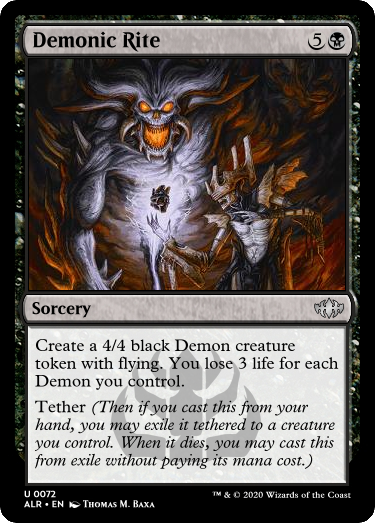 Demonic Rite 5
Sorcery
Create a 4/4 black Demon creature
token with flying. You lose 3 life for each
Demon you control.
Tether (Then if you cast this from your
hand, you may exile it tethered to a creature
you control. When it dies, you may cast this
from exile without paying its mana cost.)
U 0072
ALR • EN Thomas M. Baxa
™ & © 2020 Wizards of the Coast